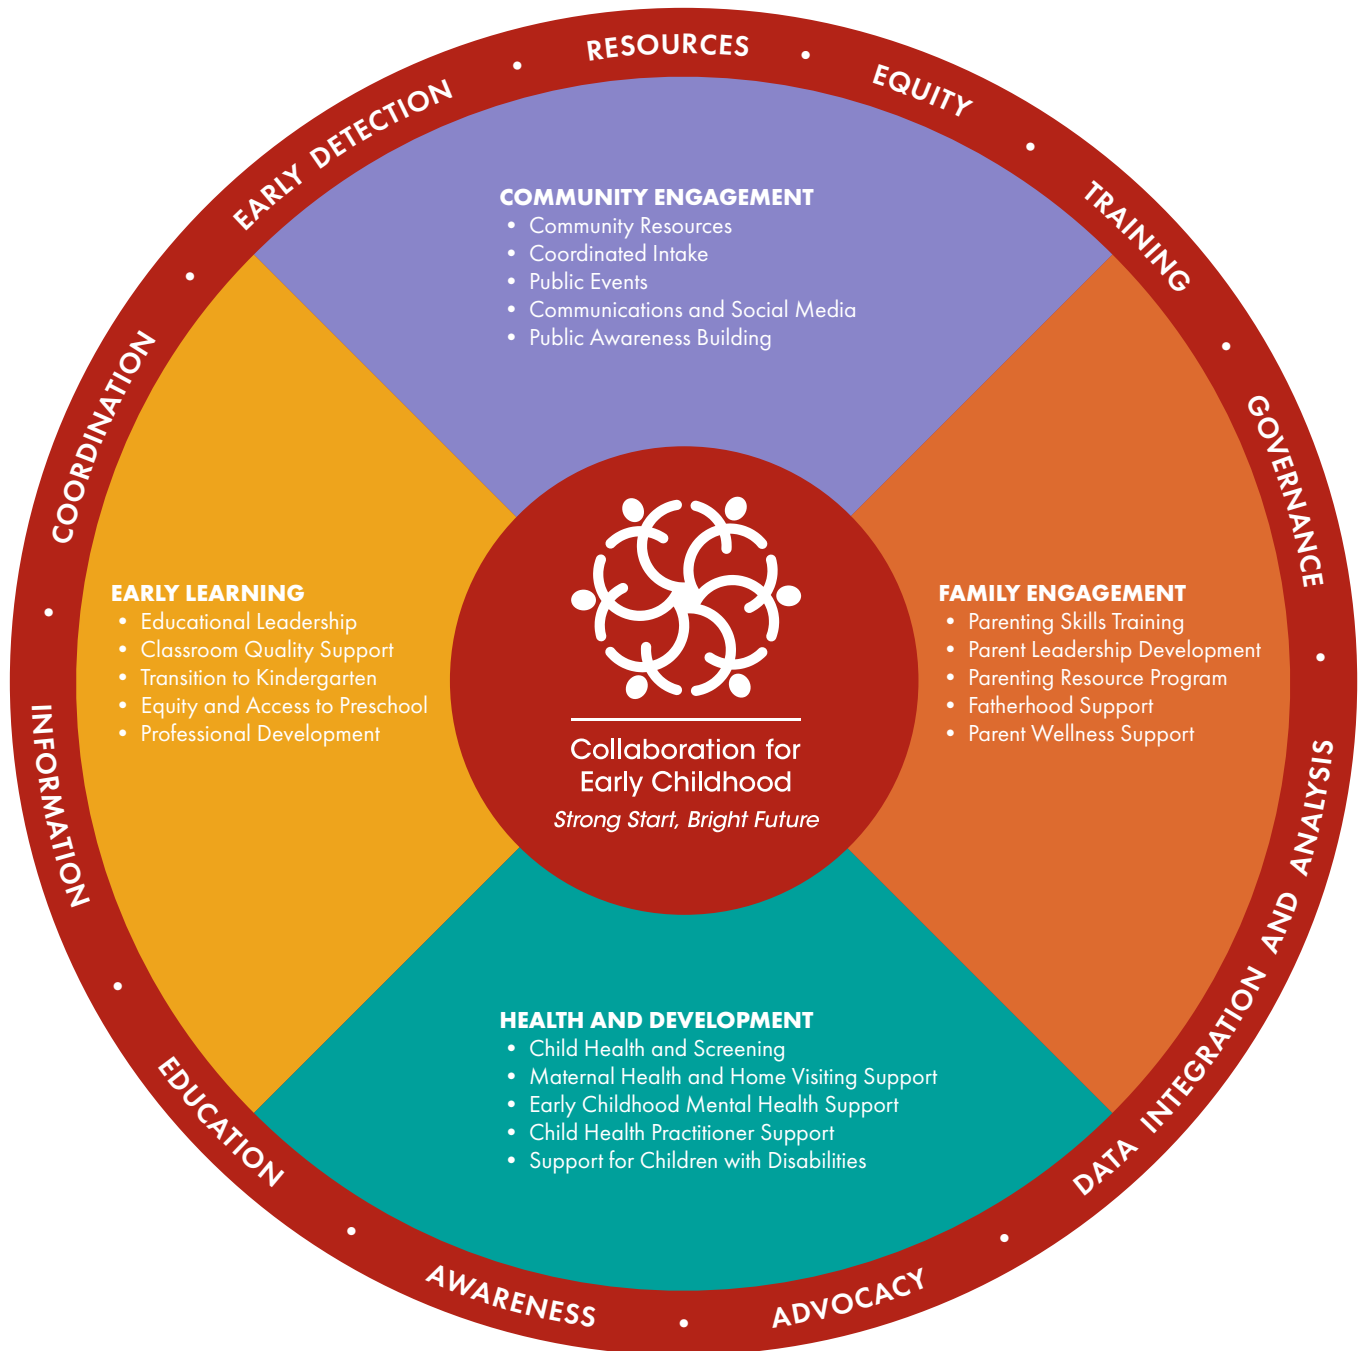 RESOURCES
•
EQUITY
•
TRAINING
•
GOVERNANCE
•
DATA INTEGRATION AND ANALYSIS
•
ADVOCACY
•
AWARENESS
•
EDUCATION
•
INFORMATION
•
COORDINATION
•
EARLY DETECTION
•
COMMUNITY ENGAGEMENT
• Community Resources
• Coordinated Intake
• Public Events
• Communications and Social Media
• Public Awareness Building
EARLY LEARNING
• Educational Leadership
• Classroom Quality Support
• Transition to Kindergarten
• Equity and Access to Preschool
• Professional Development
Collaboration for
Early Childhood
Strong Start, Bright Future
FAMILY ENGAGEMENT
• Parenting Skills Training
• Parent Leadership Development
• Parenting Resource Program
• Fatherhood Support
• Parent Wellness Support
HEALTH AND DEVELOPMENT
• Child Health and Screening
• Maternal Health and Home Visiting Support
• Early Childhood Mental Health Support
• Child Health Practitioner Support
• Support for Children with Disabilities